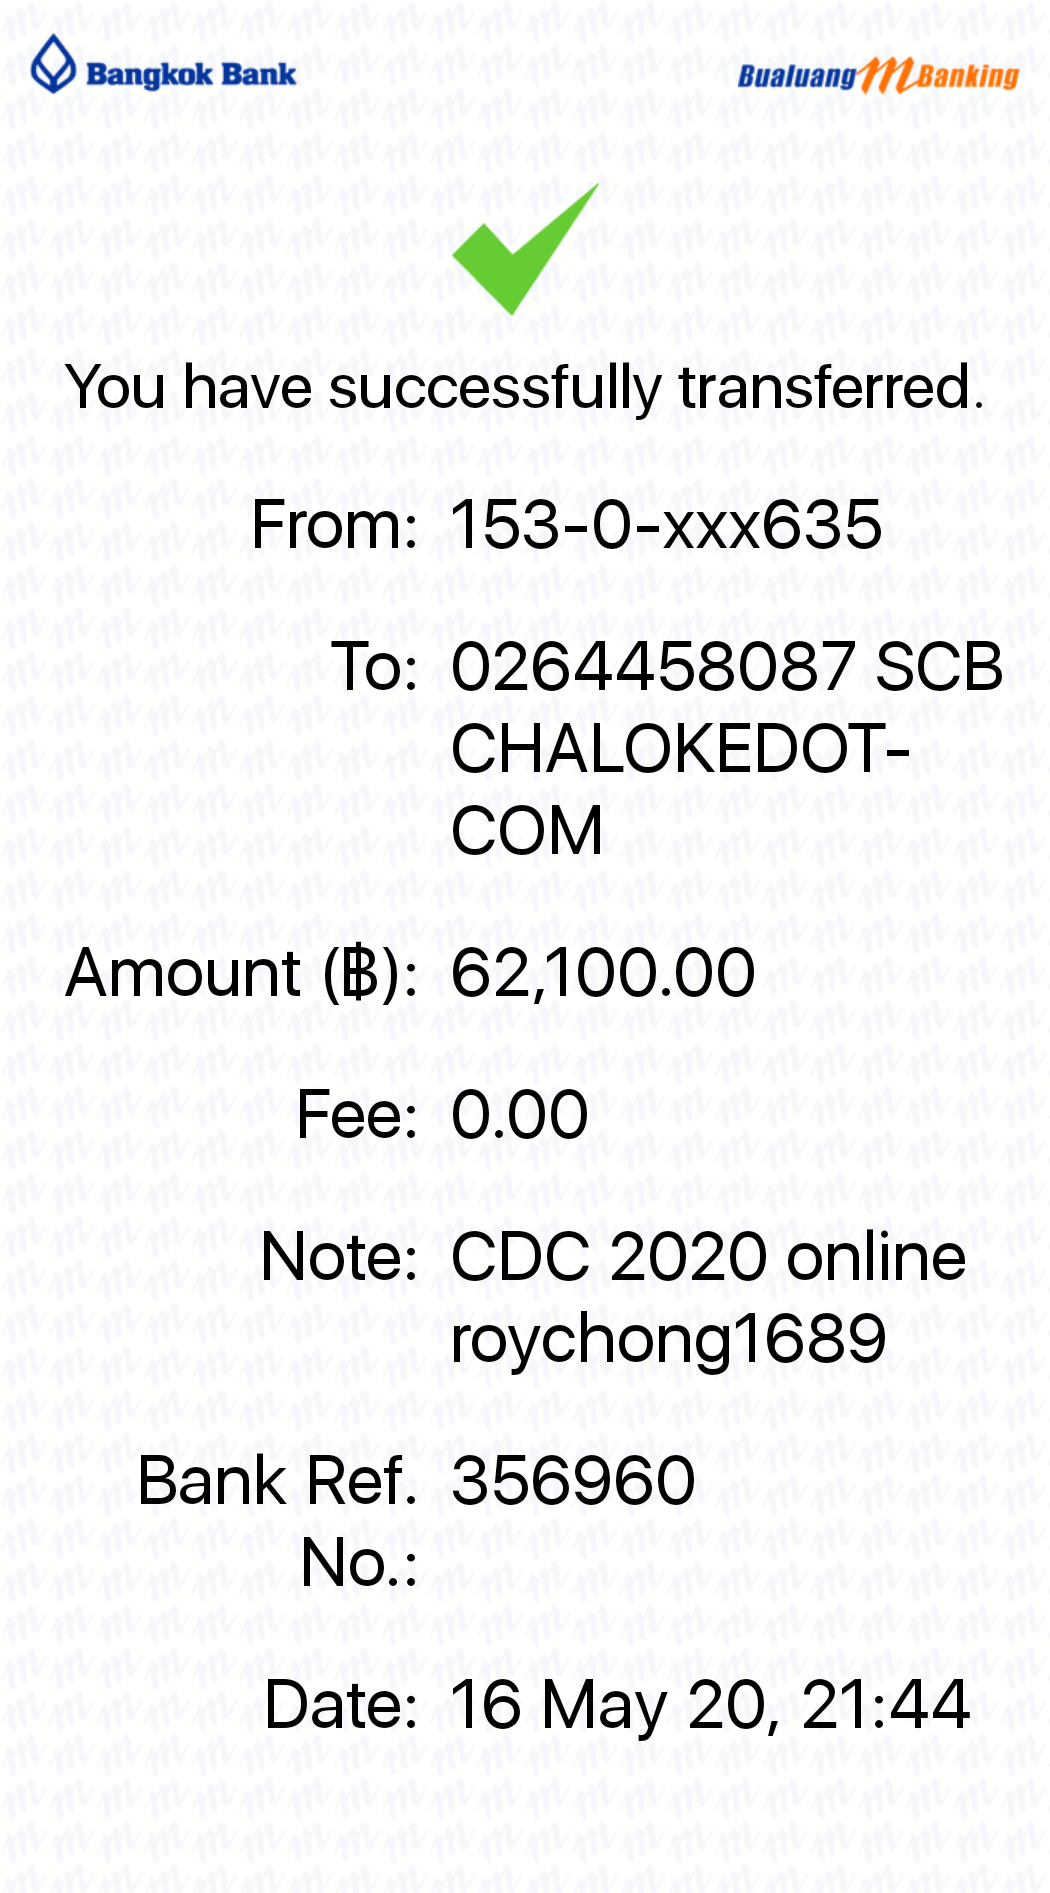 Bangkok Bank
Bualuang mBanking
You have successfully transferred.
From: 153-0-xxx635
To: 0264458087 SCB
CHALOKEDOT-
COM
Amount (฿): 62,100.00
Fee: 0.00
Note: CDC 2020 online
roychong1689
Bank Ref. 356960
No.:
Date: 16 May 20, 21:44